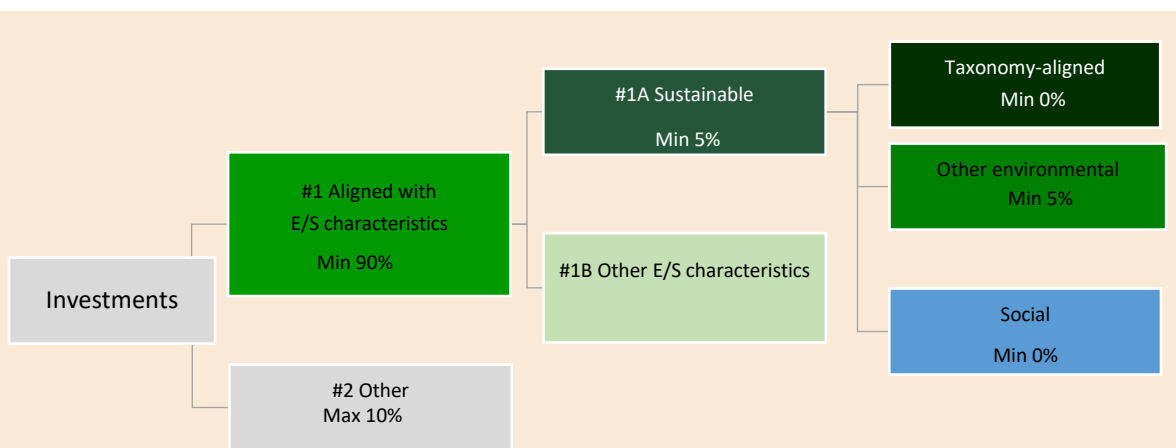 Investments
#1 Aligned with
E/S characteristics
Min 90%
#2 Other
Max 10%
#1A Sustainable
Min 5%
#1B Other E/S characteristics
Taxonomy-aligned
Min 0%
Other environmental
Min 5%
Social
Min 0%